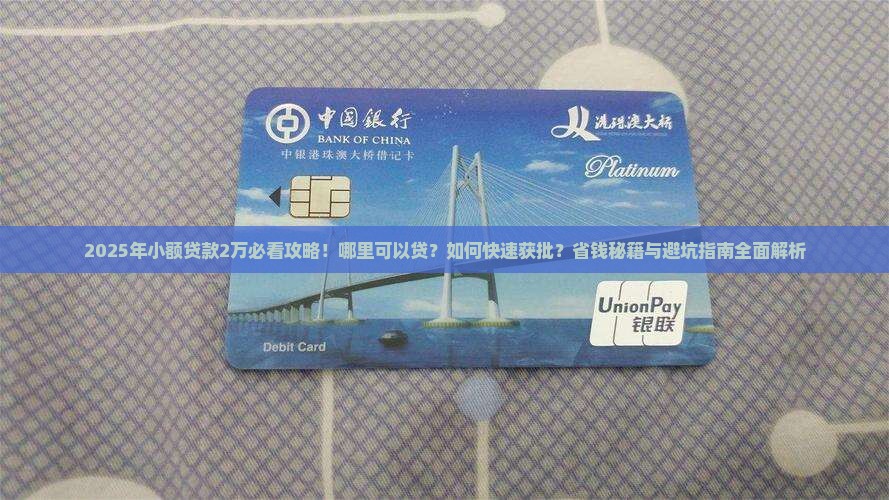 中国银行
BANK OF CHINA
中银港珠澳大桥借记卡
港珠澳大桥
Platinum
2025年小额贷款2万必看攻略！哪里可以贷？如何快速获批？省钱秘籍与避坑指南全面解析
UnionPay
银联
Debit Card